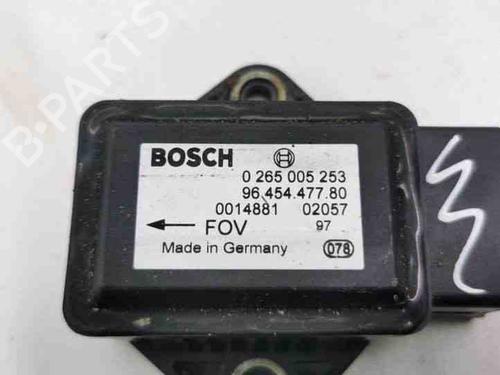 B-PARTS
BOSCH
0 265 005 253
96.454.477.80
0014881 02057
← FOV 97
Made in Germany 078